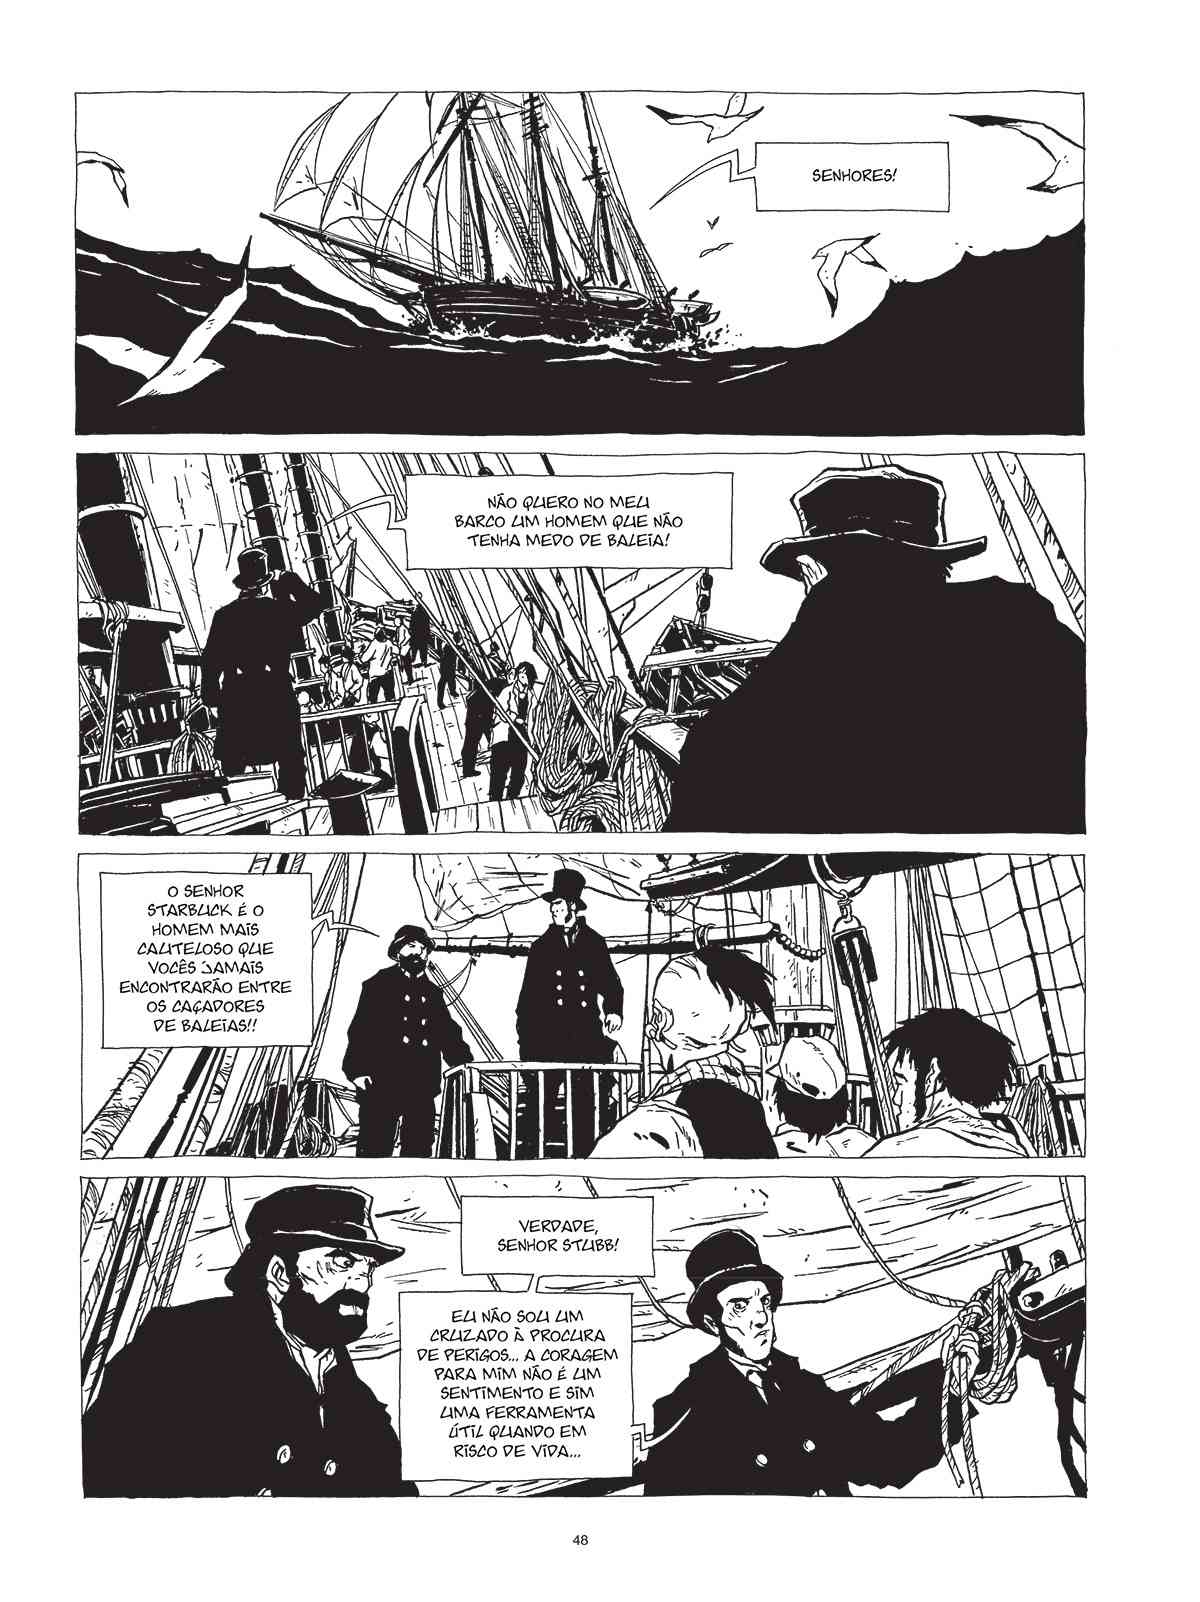 SENHORES!
NÃO QUERO NO MEU
BARCO UM HOMEM QUE NÃO
TENHA MEDO DE BALEIA!
O SENHOR
STARBUCK É O
HOMEM MAIS
CAUTELOSO QUE
VOCÊS JAMAIS
ENCONTRARÃO ENTRE
OS CAÇADORES
DE BALEIAS!!
VERDADE,
SENHOR STUBB!
EU NÃO SOU UM
CRUZADO À PROCURA
DE PERIGOS... A CORAGEM
PARA MIM NÃO É UM
SENTIMENTO E SIM
UMA FERRAMENTA
ÚTIL QUANDO EM
RISCO DE VIDA...
48